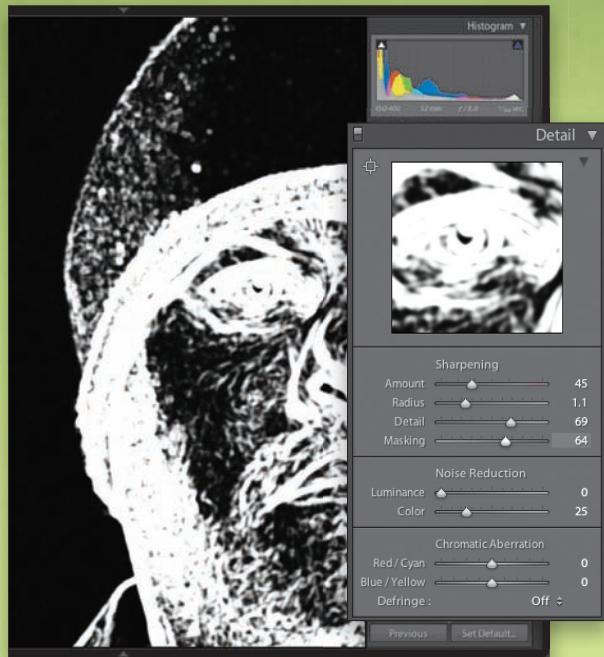 Histogram
ISO 400 52 mm f / 8.0
Detail
Sharpening
Amount 45
Radius 1.1
Detail 69
Masking 64
Noise Reduction
Luminance 0
Color 25
Chromatic Aberration
Red / Cyan 0
Blue / Yellow 0
Defringe : Off
Previous Set Default...